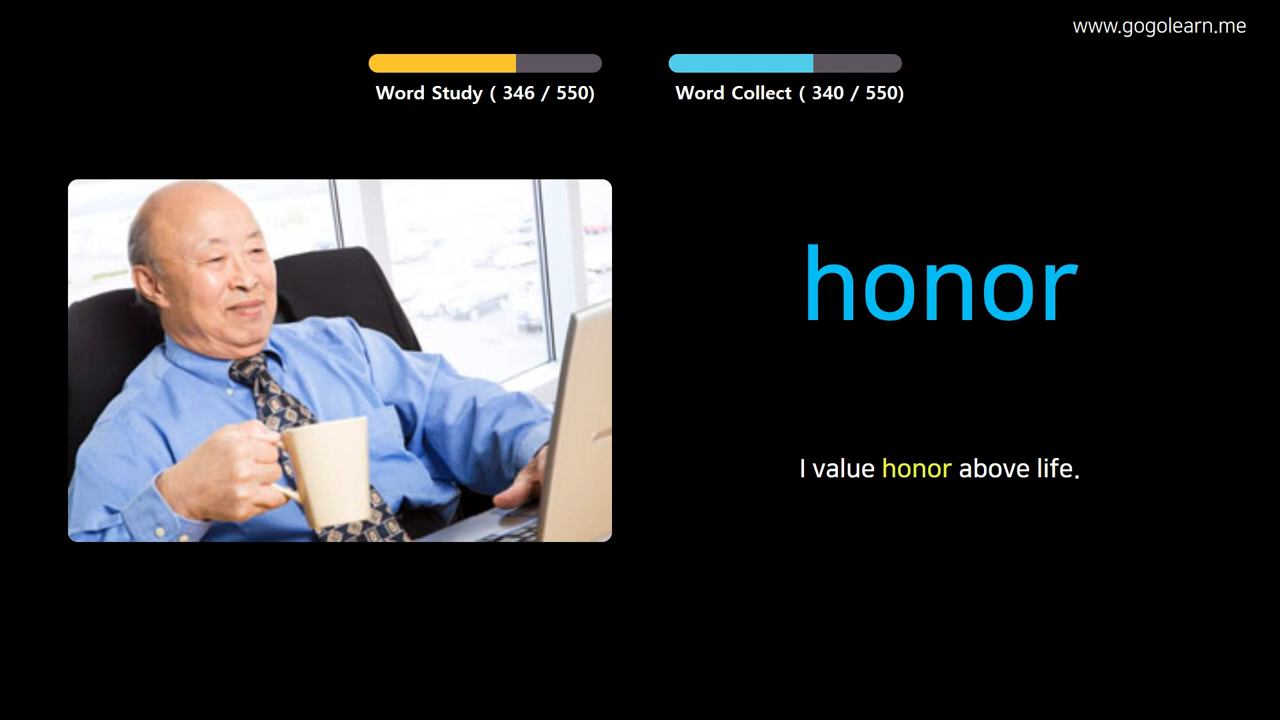 www.gogolearn.me
Word Study ( 346 / 550)
Word Collect ( 340 / 550)
honor
I value honor above life.